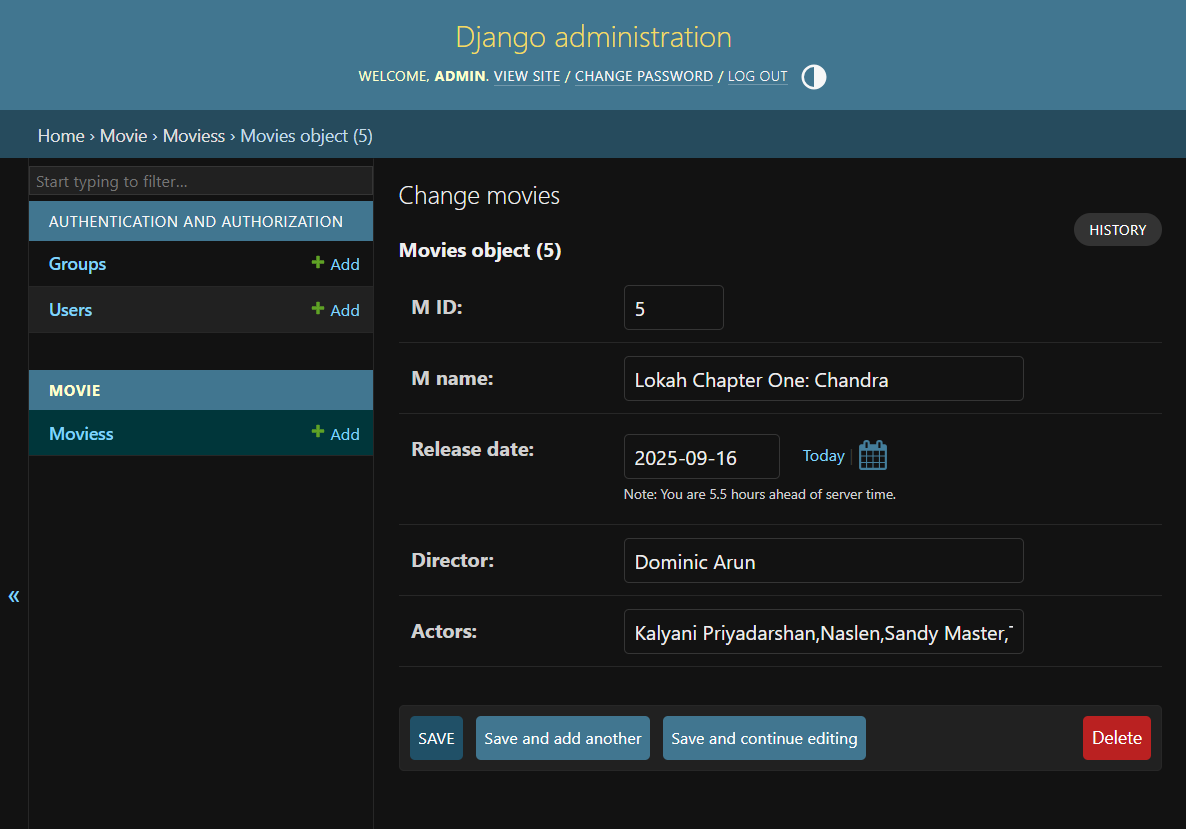 Django administration
WELCOME, ADMIN. VIEW SITE / CHANGE PASSWORD / LOG OUT
Home › Movie › Moviess › Movies object (5)
Start typing to filter...
AUTHENTICATION AND AUTHORIZATION
Groups + Add
Users + Add
MOVIE
Moviess + Add
«
Change movies
HISTORY
Movies object (5)
M ID: 5
M name: Lokah Chapter One: Chandra
Release date: 2025-09-16 Today |
Note: You are 5.5 hours ahead of server time.
Director: Dominic Arun
Actors: Kalyani Priyadarshan,Naslen,Sandy Master,
SAVE Save and add another Save and continue editing Delete